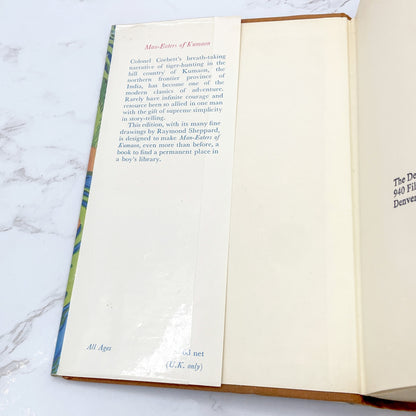 Man-Eaters of Kumaon
Colonel Corbett's breath-taking
narrative of tiger-hunting in the
hill country of Kumaon, the
northern frontier province of
India, has become one of the
modern classics of adventure.
Rarely have infinite courage and
resource been so allied in one man
with the gift of supreme simplicity
in story-telling.
This edition, with its many fine
drawings by Raymond Sheppard,
is designed to make Man-Eaters of
Kumaon, even more than before, a
book to find a permanent place in
a boy's library.
All Ages
6d net
(U.K. only)
The De
940 Fil
Denver